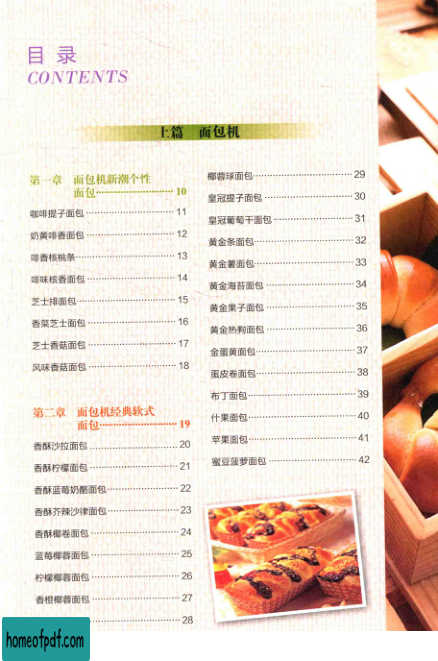 目录
CONTENTS
上篇 面包机
第一章 面包机新潮个性
面包 10
咖啡提子面包 11
奶黄啡香面包 12
啡香核桃条 13
啡味核香面包 14
芝士排面包 15
香菜芝士面包 16
芝士香菇面包 17
风味香菇面包 18
第二章 面包机经典软式
面包 19
香酥沙拉面包 20
香酥柠檬面包 21
香酥蓝莓奶酪面包 22
香酥芥辣沙律面包 23
香酥椰卷面包 24
蓝莓椰蓉面包 25
柠檬椰蓉面包 26
香橙椰蓉面包 27
28
椰蓉球面包 29
皇冠提子面包 30
皇冠葡萄干面包 31
黄金条面包 32
黄金薯面包 33
黄金海苔面包 34
黄金果子面包 35
黄金热狗面包 36
金蛋黄面包 37
蛋皮卷面包 38
布丁面包 39
什果面包 40
苹果面包 41
蜜豆菠萝面包 42
homeofpdf.com